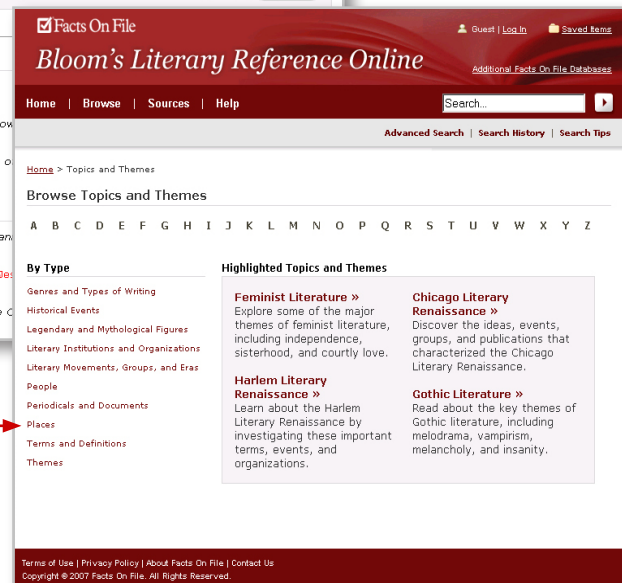 Facts On File
Guest | Log In Saved Items
Bloom's Literary Reference Online
Additional Facts On File Databases
Home | Browse | Sources | Help
Search...
Advanced Search | Search History | Search Tips
Home > Topics and Themes
Browse Topics and Themes
A B C D E F G H I J K L M N O P Q R S T U V W X Y Z
By Type
Genres and Types of Writing
Historical Events
Legendary and Mythological Figures
Literary Institutions and Organizations
Literary Movements, Groups, and Eras
People
Periodicals and Documents
Places
Terms and Definitions
Themes
Highlighted Topics and Themes
Feminist Literature »
Explore some of the major
themes of feminist literature,
including independence,
sisterhood, and courtly love.
Harlem Literary
Renaissance »
Learn about the Harlem
Literary Renaissance by
investigating these important
terms, events, and
organizations.
Chicago Literary
Renaissance »
Discover the ideas, events,
groups, and publications that
characterized the Chicago
Literary Renaissance.
Gothic Literature »
Read about the key themes of
Gothic literature, including
melodrama, vampirism,
melancholy, and insanity.
Terms of Use | Privacy Policy | About Facts On File | Contact Us
Copyright © 2007 Facts On File. All Rights Reserved.